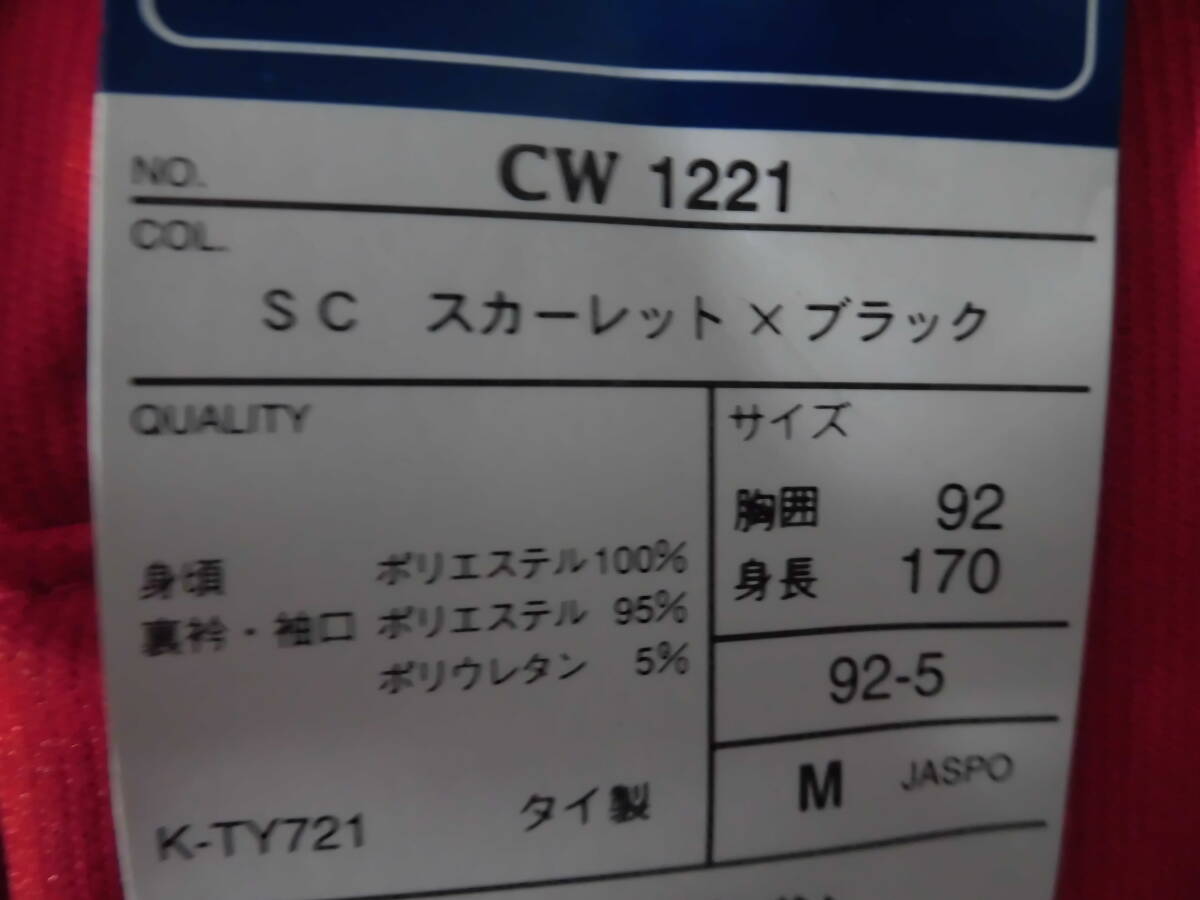 NO. CW 1221
COL.
SC スカーレット×ブラック
QUALITY
身頃 ポリエステル100%
裏衿・袖口 ポリエステル 95%
ポリウレタン 5%
K-TY721 タイ製
サイズ
胸囲 92
身長 170
92-5
M JASPO